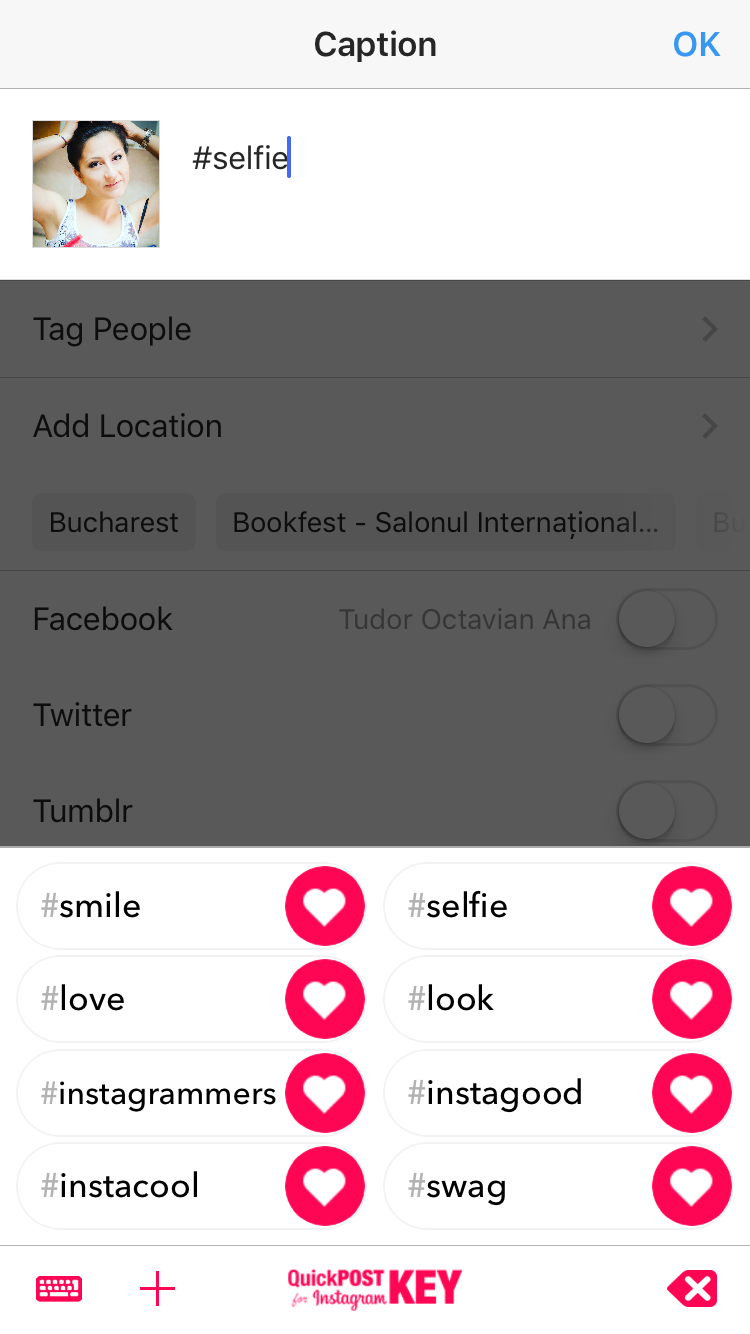 Caption OK
#selfie
Tag People
Add Location
Bucharest Bookfest - Salonul Internațional...
Facebook Tudor Octavian Ana
Twitter
Tumblr
#smile #selfie
#love #look
#instagrammers #instagood
#instacool #swag
QuickPOST KEY
for Instagram